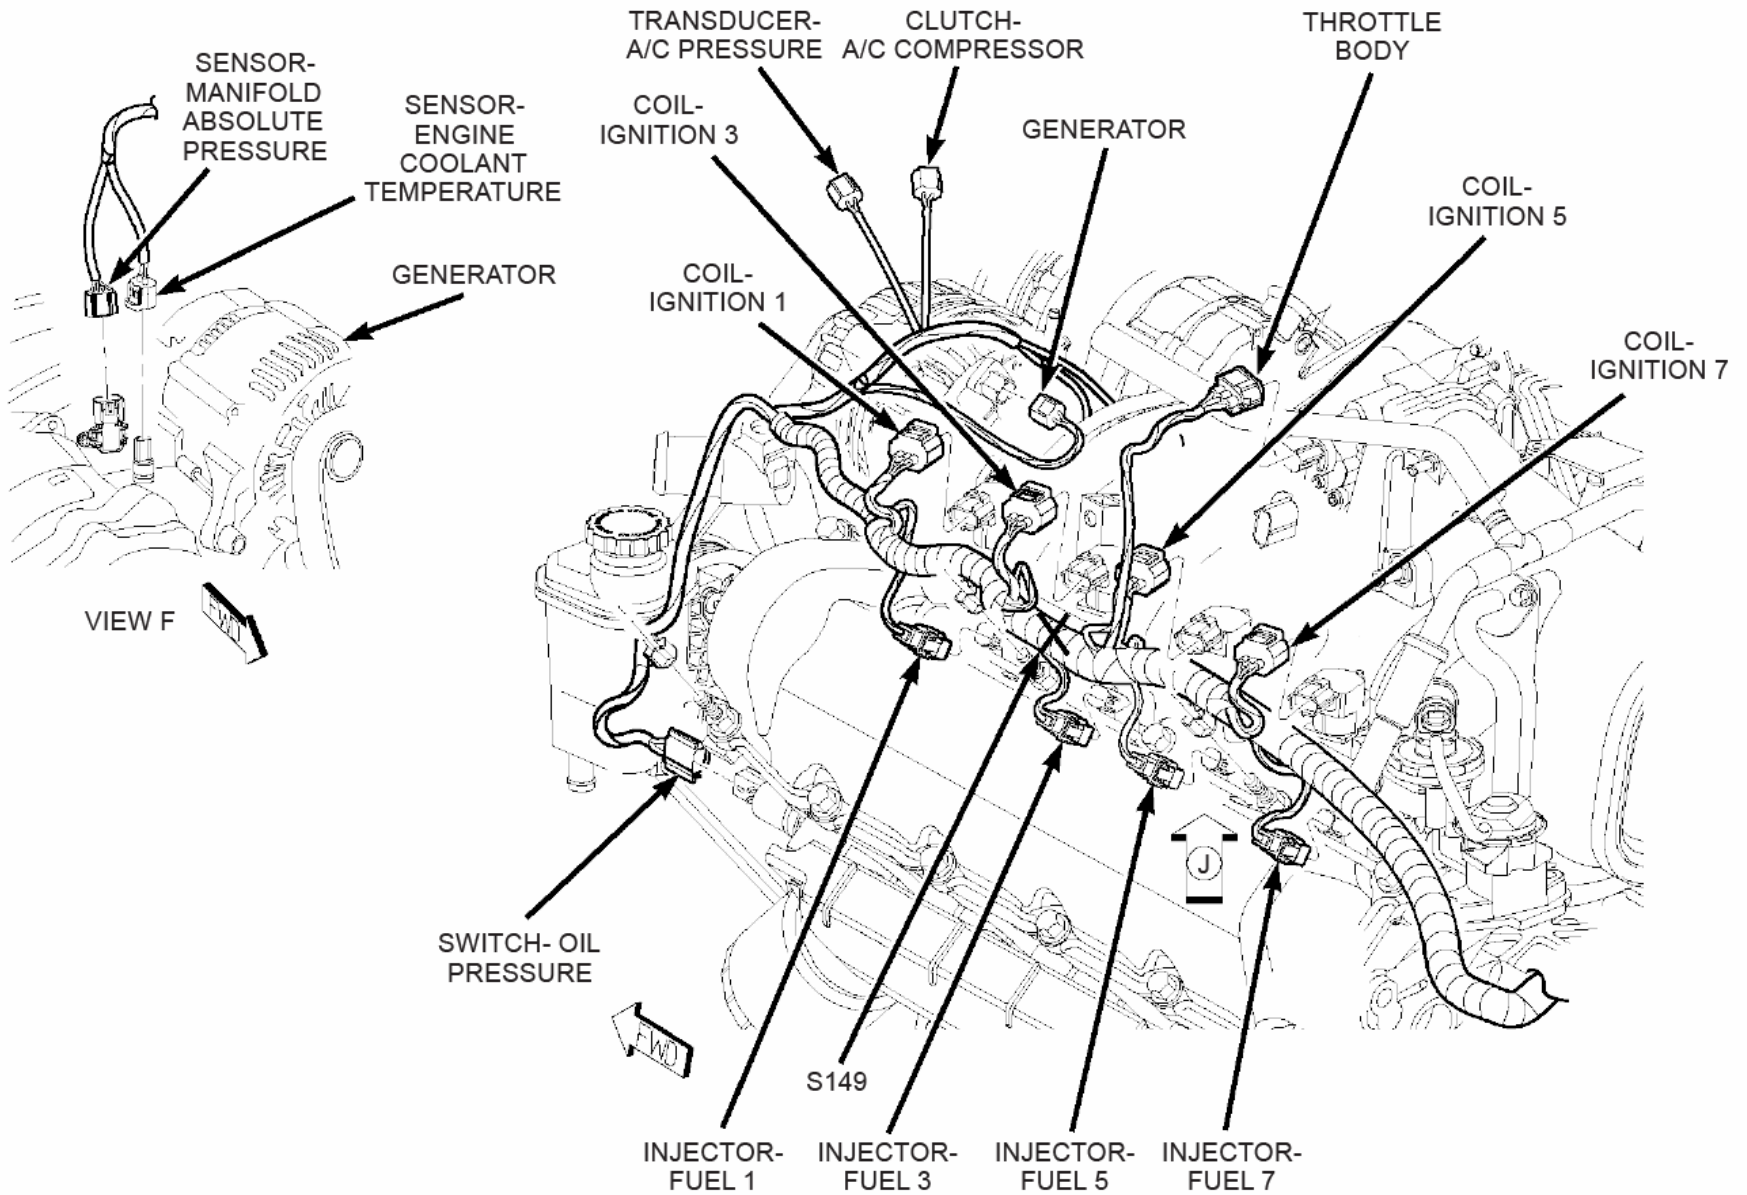 TRANSDUCER-
A/C PRESSURE
CLUTCH-
A/C COMPRESSOR
THROTTLE
BODY
SENSOR-
MANIFOLD
ABSOLUTE
PRESSURE
SENSOR-
ENGINE
COOLANT
TEMPERATURE
COIL-
IGNITION 3
GENERATOR
COIL-
IGNITION 5
GENERATOR
COIL-
IGNITION 1
COIL-
IGNITION 7
VIEW F
FWD
J
SWITCH- OIL
PRESSURE
FWD
S149
INJECTOR-
FUEL 1
INJECTOR-
FUEL 3
INJECTOR-
FUEL 5
INJECTOR-
FUEL 7